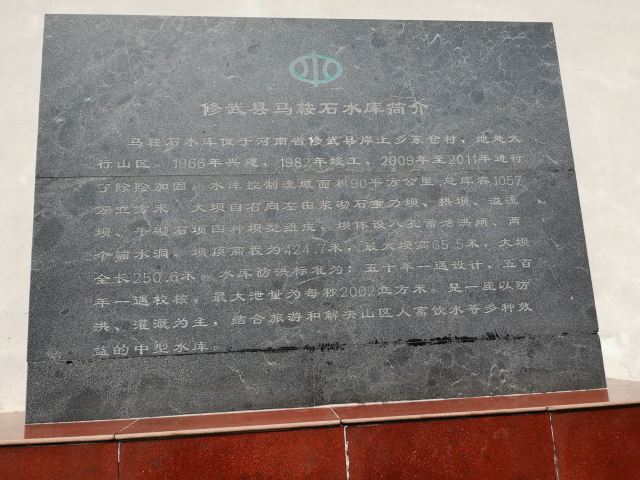 修武县马鞍石水库简介
马鞍石水库位于河南省修武县岸上乡东仓村，地处太
行山区。1966年兴建，1982年竣工，2009年至2011年进行
了除险加固。水库控制流域面积90平方公里，总库容1057
万立方米。大坝自右向左由浆砌石重力坝、拱坝、溢流
坝、干砌石坝四种坝型组成，坝体设八孔高泄洪闸、两
个输水洞，坝顶高程为424.7米，最大坝高65.5米，大坝
全长250.6米。水库防洪标准为：五十年一遇设计，五百
年一遇校核，最大泄量为每秒2002立方米。是一座以防
洪、灌溉为主，结合旅游和解决山区人畜饮水等多种效
益的中型水库。